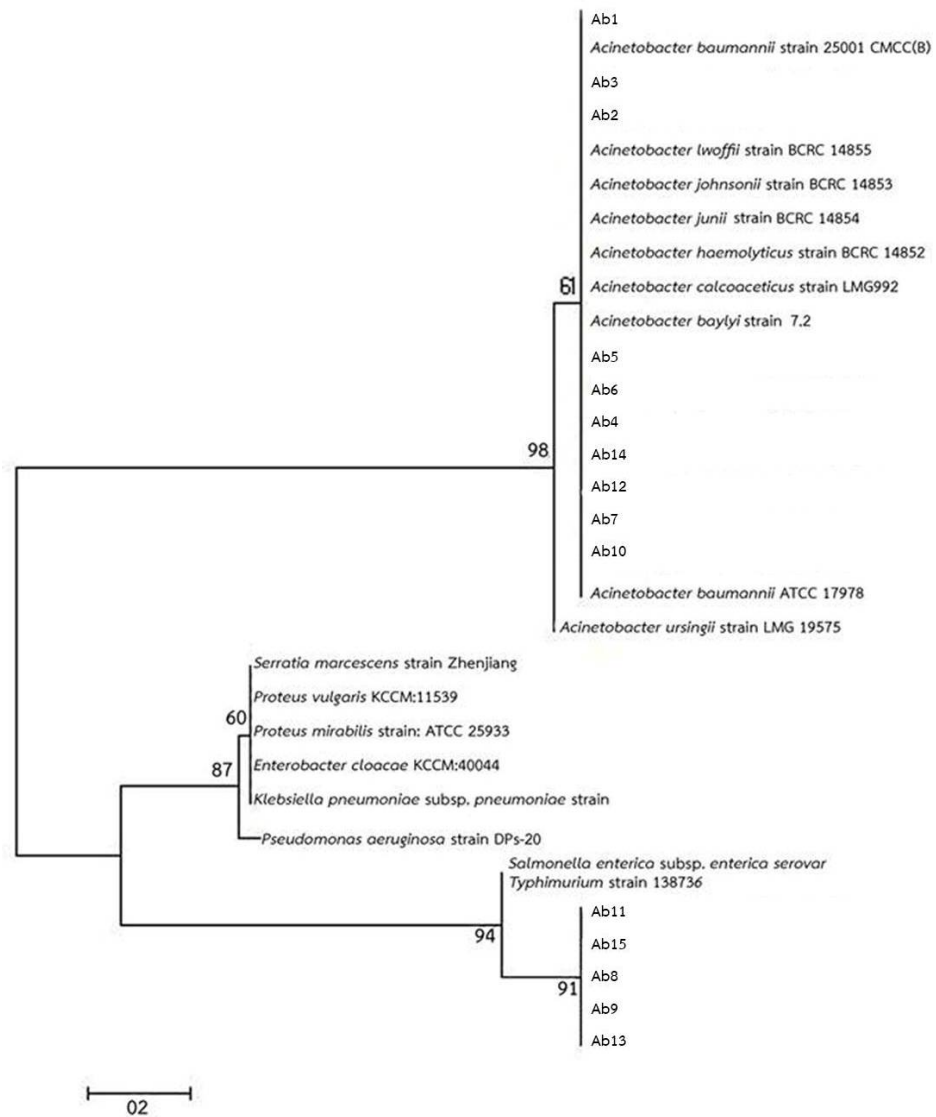 Ab1
Acinetobacter baumannii strain 25001 CMCC(B)
Ab3
Ab2
Acinetobacter lwoffii strain BCRC 14855
Acinetobacter johnsonii strain BCRC 14853
Acinetobacter junii strain BCRC 14854
Acinetobacter haemolyticus strain BCRC 14852
61
Acinetobacter calcoaceticus strain LMG992
Acinetobacter baylyi strain 7.2
Ab5
Ab6
Ab4
98
Ab14
Ab12
Ab7
Ab10
Acinetobacter baumannii ATCC 17978
Acinetobacter ursingii strain LMG 19575
Serratia marcescens strain Zhenjiang
Proteus vulgaris KCCM:11539
60
Proteus mirabilis strain: ATCC 25933
Enterobacter cloacae KCCM:40044
87
Klebsiella pneumoniae subsp. pneumoniae strain
Pseudomonas aeruginosa strain DPs-20
Salmonella enterica subsp. enterica serovar
Typhimurium strain 138736
Ab11
94
Ab15
Ab8
91
Ab9
Ab13
02